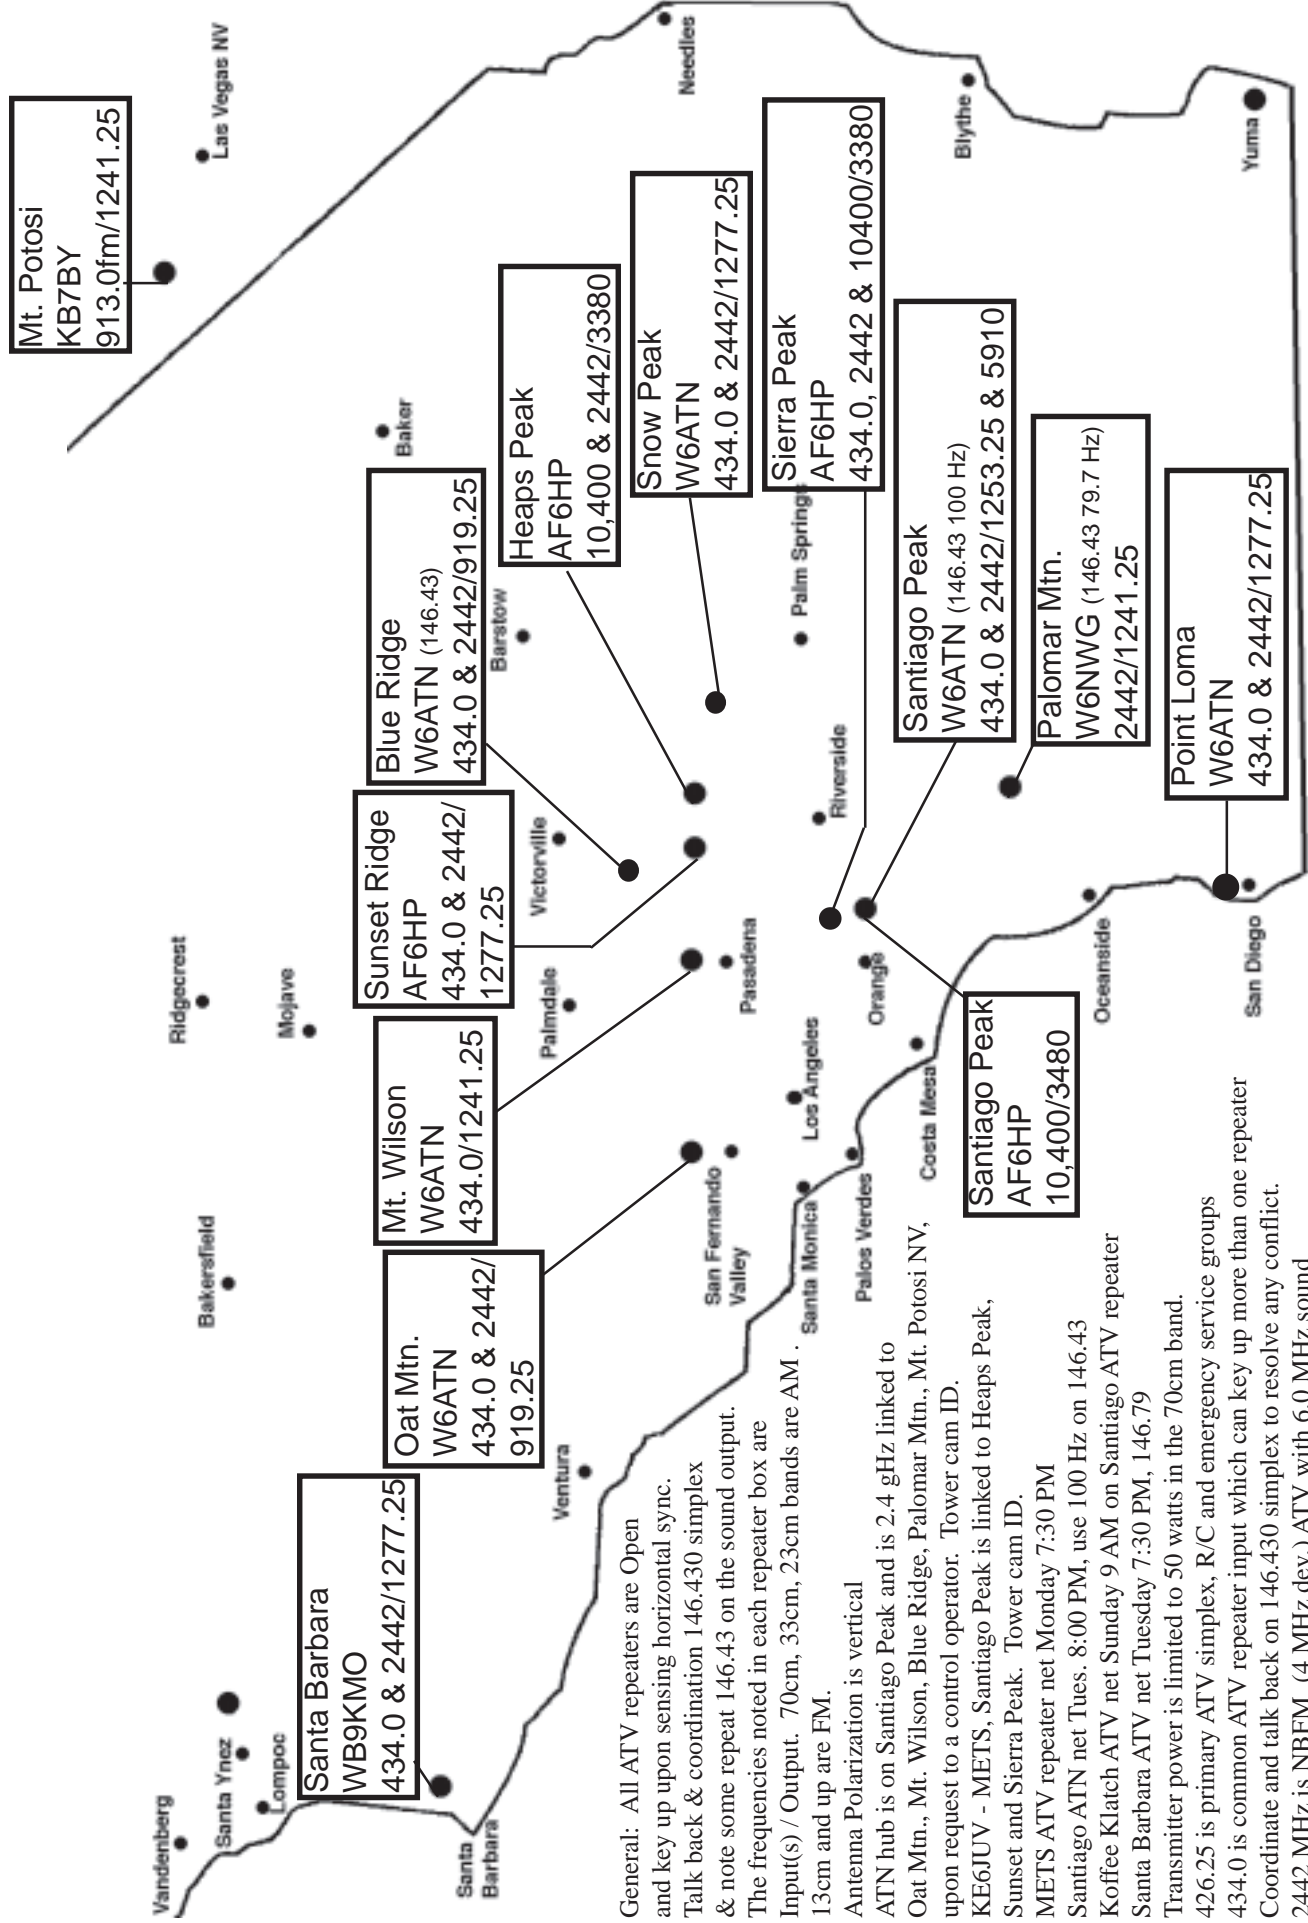 Mt. Potosi
KB7BY
913.0fm/1241.25
Las Vegas NV
Needles
Blythe
Yuma
Baker
Barstow
Palm Springs
Riverside
Victorville
Ridgecrest
Mojave
Palmdale
Pasadena
Orange
Los Angeles
Costa Mesa
Oceanside
San Diego
Bakersfield
San Fernando
Valley
Santa Monica
Palos Verdes
Ventura
Vandenberg
Santa Ynez
Lompoc
Santa
Barbara
Blue Ridge
W6ATN (146.43)
434.0 & 2442/919.25
Heaps Peak
AF6HP
10,400 & 2442/3380
Snow Peak
W6ATN
434.0 & 2442/1277.25
Sierra Peak
AF6HP
434.0, 2442 & 10400/3380
Santiago Peak
W6ATN (146.43 100 Hz)
434.0 & 2442/1253.25 & 5910
Palomar Mtn.
W6NWG (146.43 79.7 Hz)
2442/1241.25
Point Loma
W6ATN
434.0 & 2442/1277.25
Sunset Ridge
AF6HP
434.0 & 2442/
1277.25
Mt. Wilson
W6ATN
434.0/1241.25
Oat Mtn.
W6ATN
434.0 & 2442/
919.25
Santa Barbara
WB9KMO
434.0 & 2442/1277.25
Santiago Peak
AF6HP
10,400/3480
General: All ATV repeaters are Open
and key up upon sensing horizontal sync.
Talk back & coordination 146.430 simplex
& note some repeat 146.43 on the sound output.
The frequencies noted in each repeater box are
Input(s) / Output. 70cm, 33cm, 23cm bands are AM .
13cm and up are FM.
Antenna Polarization is vertical
ATN hub is on Santiago Peak and is 2.4 gHz linked to
Oat Mtn., Mt. Wilson, Blue Ridge, Palomar Mtn., Mt. Potosi NV,
upon request to a control operator. Tower cam ID.
KE6JUV - METS, Santiago Peak is linked to Heaps Peak,
Sunset and Sierra Peak. Tower cam ID.
METS ATV repeater net Monday 7:30 PM
Santiago ATN net Tues. 8:00 PM, use 100 Hz on 146.43
Koffee Klatch ATV net Sunday 9 AM on Santiago ATV repeater
Santa Barbara ATV net Tuesday 7:30 PM, 146.79
Transmitter power is limited to 50 watts in the 70cm band.
426.25 is primary ATV simplex, R/C and emergency service groups
434.0 is common ATV repeater input which can key up more than one repeater
Coordinate and talk back on 146.430 simplex to resolve any conflict.
2442 MHz is NBFM (4 MHz dev.) ATV with 6.0 MHz sound